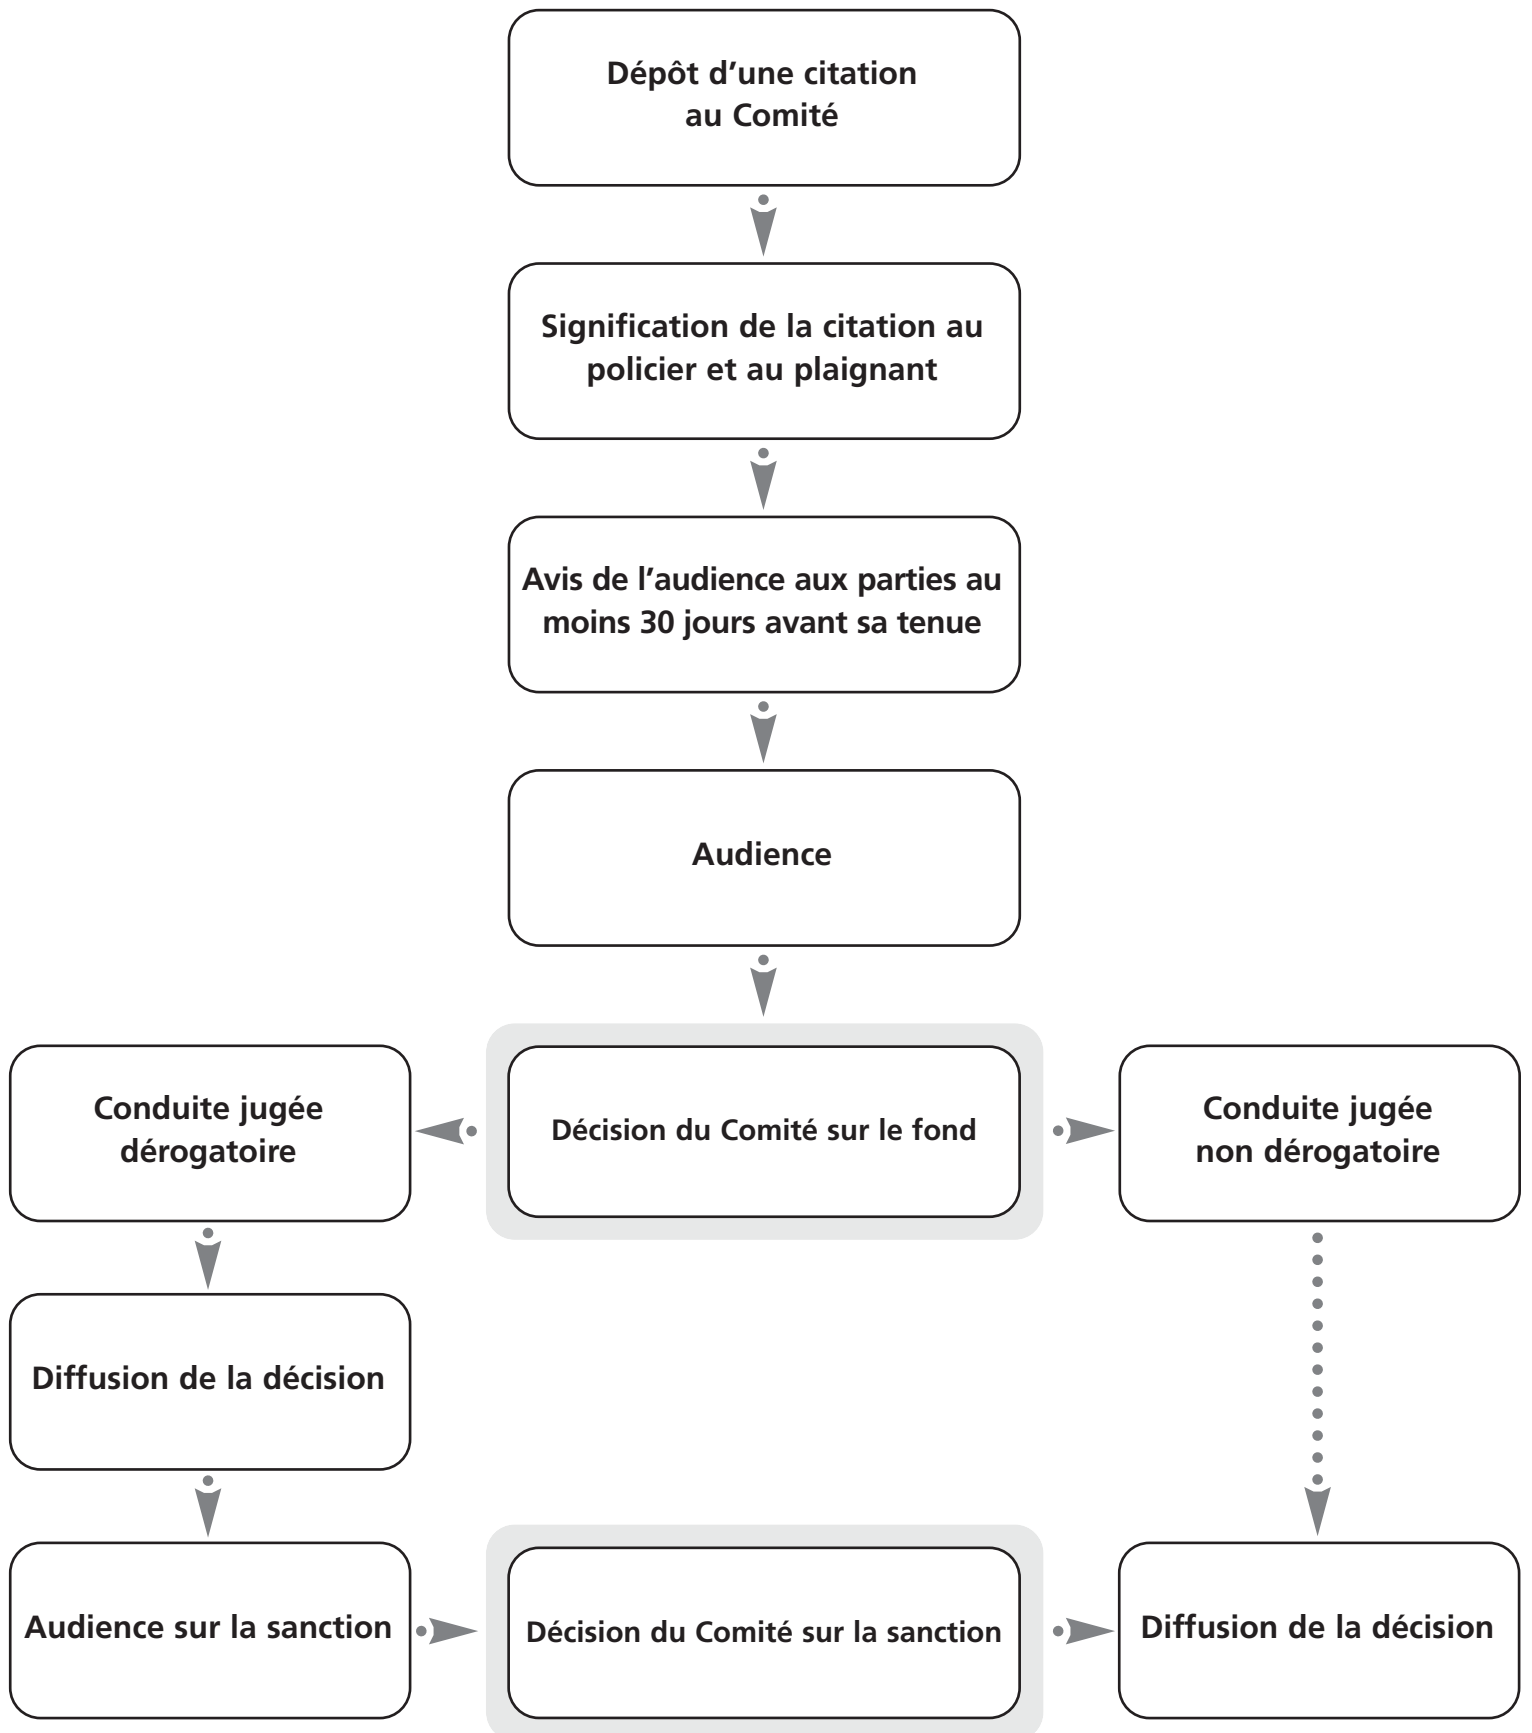 Dépôt d’une citation
au Comité
Signification de la citation au
policier et au plaignant
Avis de l’audience aux parties au
moins 30 jours avant sa tenue
Audience
Conduite jugée
dérogatoire
Décision du Comité sur le fond
Conduite jugée
non dérogatoire
Diffusion de la décision
Audience sur la sanction
Décision du Comité sur la sanction
Diffusion de la décision